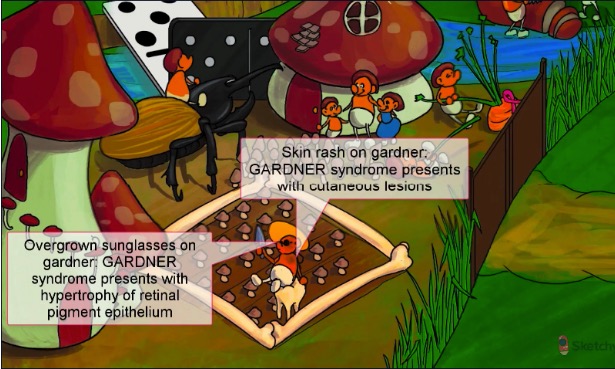 Skin rash on gardner:
GARDNER syndrome presents
with cutaneous lesions
Overgrown sunglasses on
gardner: GARDNER
syndrome presents with
hypertrophy of retinal
pigment epithelium